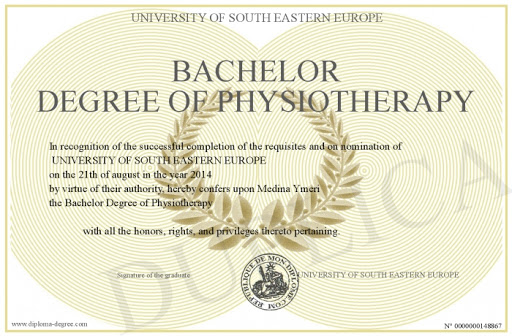 UNIVERSITY OF SOUTH EASTERN EUROPE
BACHELOR
DEGREE OF PHYSIOTHERAPY
In recognition of the successful completion of the requisites and on nomination of
UNIVERSITY OF SOUTH EASTERN EUROPE
on the 21th of august in the year 2014
by virtue of their authority, hereby confers upon Medina Ymeri
the Bachelor Degree of Physiotherapy
with all the honors, rights, and privileges thereto pertaining.
DUPLICATA
Signature of the graduate
REPUBLIQUE DE MON-DIPLOME.COM
UNIVERSITY OF SOUTH EASTERN EUROPE
www.diploma-degree.com
N° 0000000148867